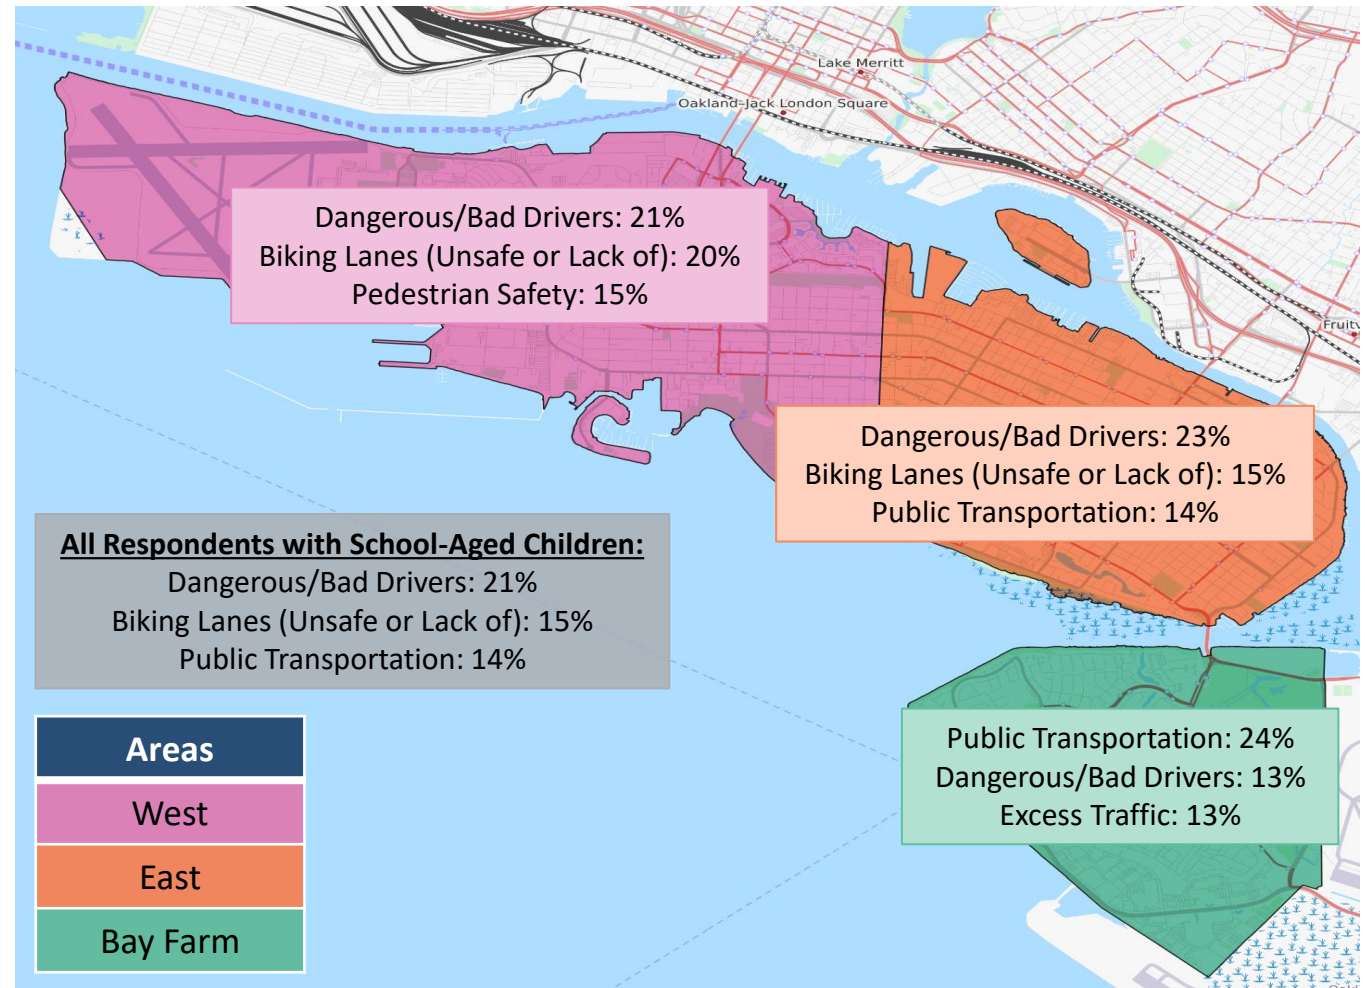 Lake Merritt
Oakland-Jack London Square
Dangerous/Bad Drivers: 21%
Biking Lanes (Unsafe or Lack of): 20%
Pedestrian Safety: 15%
Dangerous/Bad Drivers: 23%
Biking Lanes (Unsafe or Lack of): 15%
Public Transportation: 14%
All Respondents with School-Aged Children:
Dangerous/Bad Drivers: 21%
Biking Lanes (Unsafe or Lack of): 15%
Public Transportation: 14%
Public Transportation: 24%
Dangerous/Bad Drivers: 13%
Excess Traffic: 13%
Areas
West
East
Bay Farm